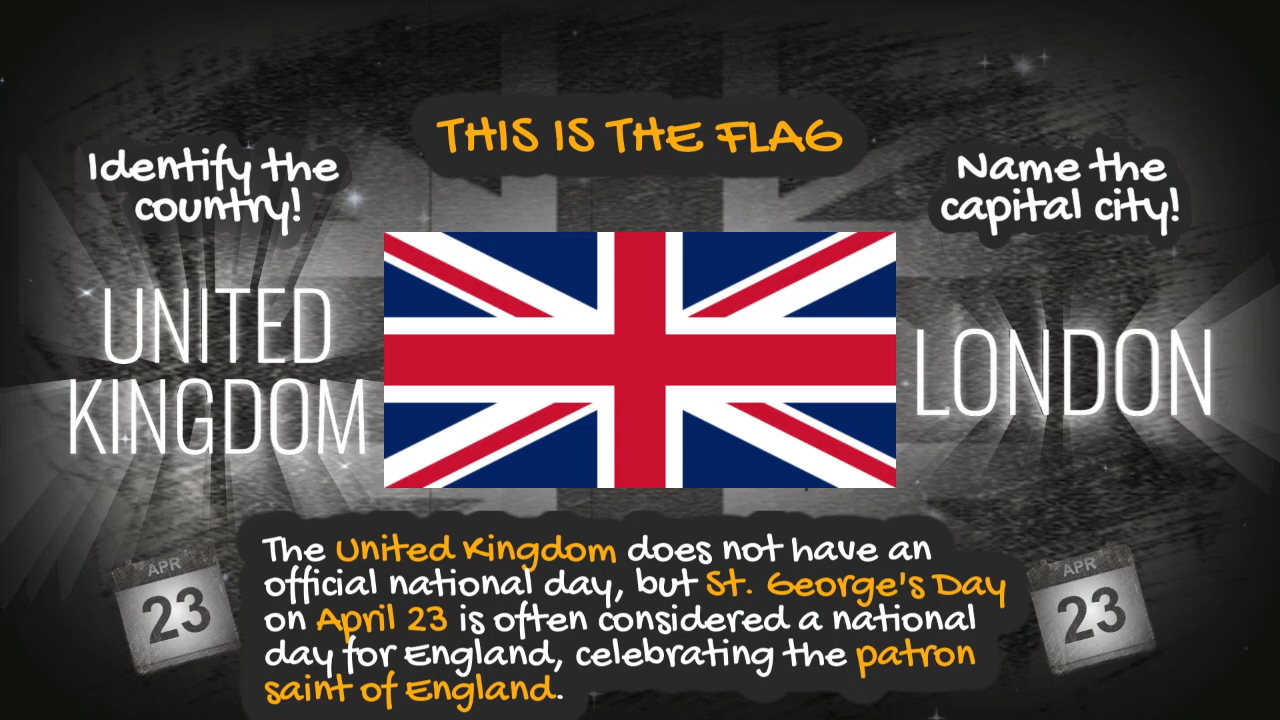 THIS IS THE FLAG
Identify the
country!
UNITED
KINGDOM
Name the
capital city!
LONDON
APR
23
The United Kingdom does not have an
official national day, but St. George's Day
on April 23 is often considered a national
day for England, celebrating the patron
saint of England.
APR
23